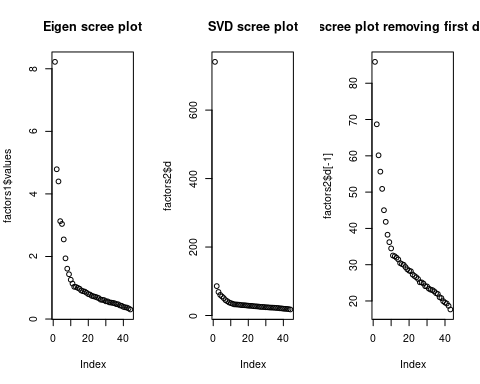 Eigen scree plot
SVD scree plot
scree plot removing first d
factors1$values
0
2
4
6
8
0
20
40
Index
factors2$d
0
200
400
600
0
20
40
Index
factors2$d[-1]
20
30
40
50
60
70
80
0
20
40
Index